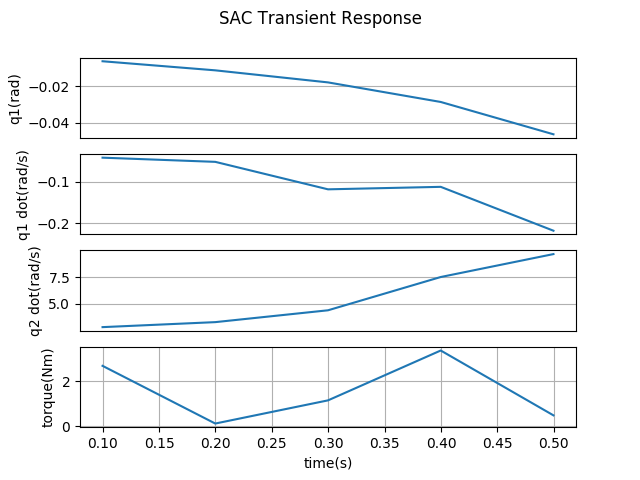 SAC Transient Response
q1(rad)
−0.02
−0.04
q1 dot(rad/s)
−0.1
−0.2
q2 dot(rad/s)
7.5
5.0
torque(Nm)
2
0
0.10 0.15 0.20 0.25 0.30 0.35 0.40 0.45 0.50
time(s)